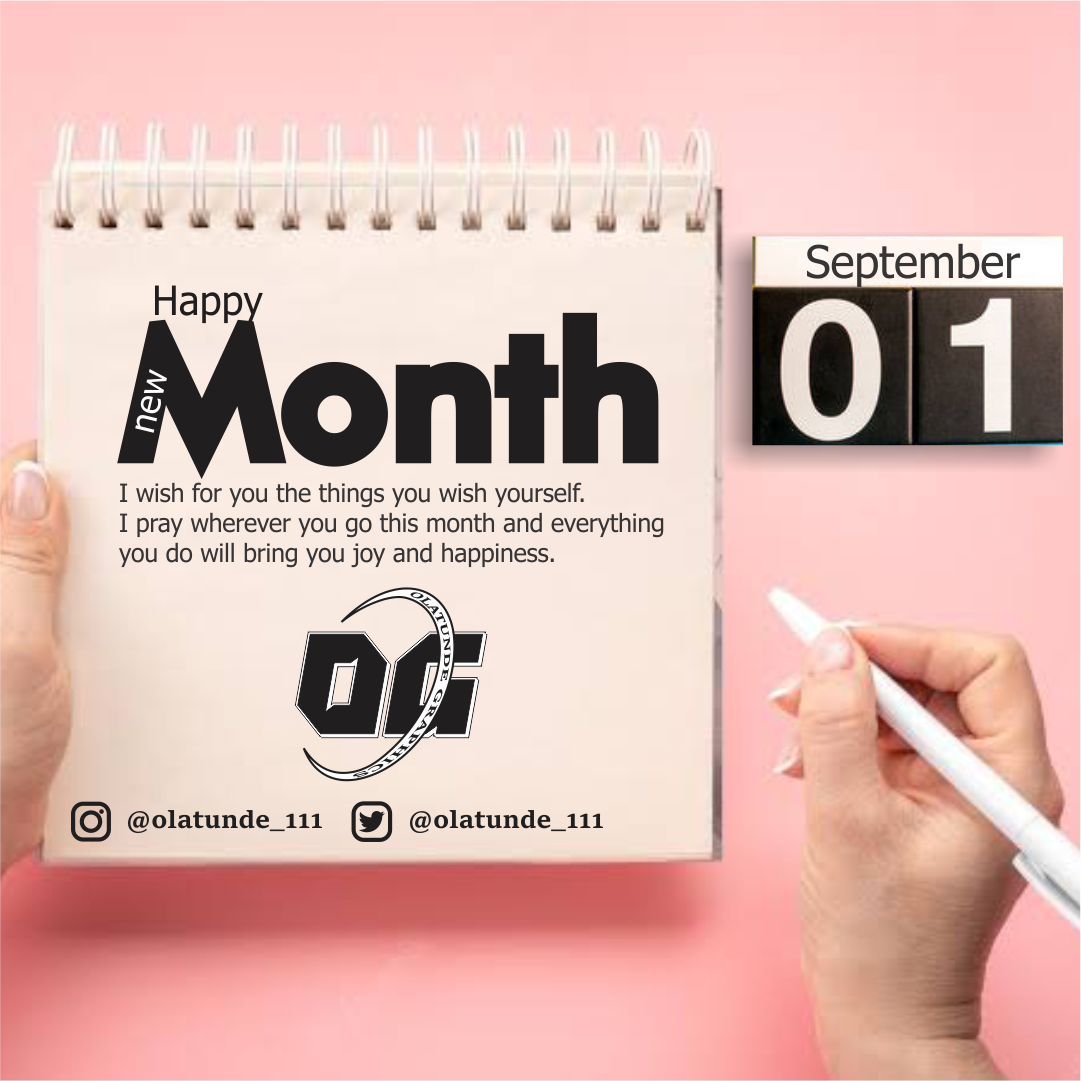 Happy
new
Month
I wish for you the things you wish yourself.
I pray wherever you go this month and everything
you do will bring you joy and happiness.
OG
OLATUNDE GRAPHICS
@olatunde_111
@olatunde_111
September
01